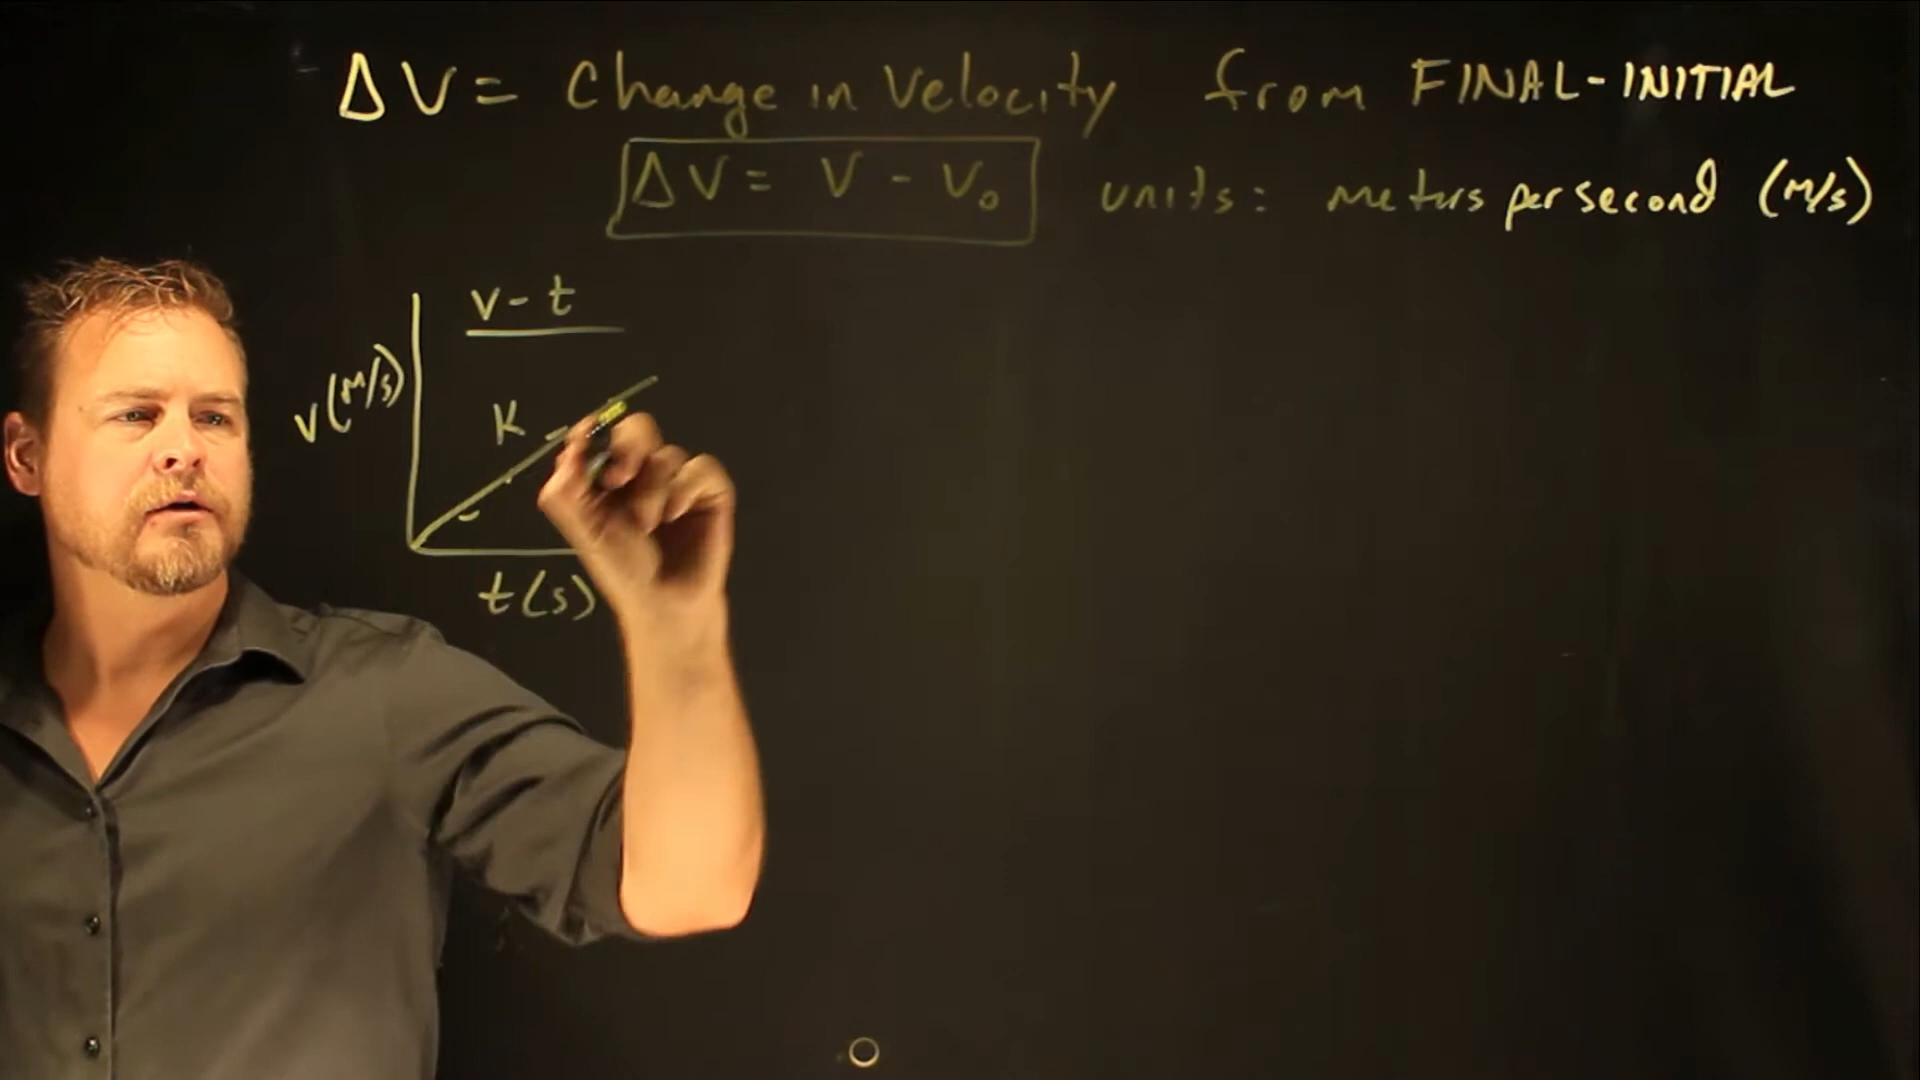 ΔV = Change in Velocity from FINAL-INITIAL
ΔV = V - V₀ units: meters per second (m/s)
v - t
v (m/s)
K
t (s)